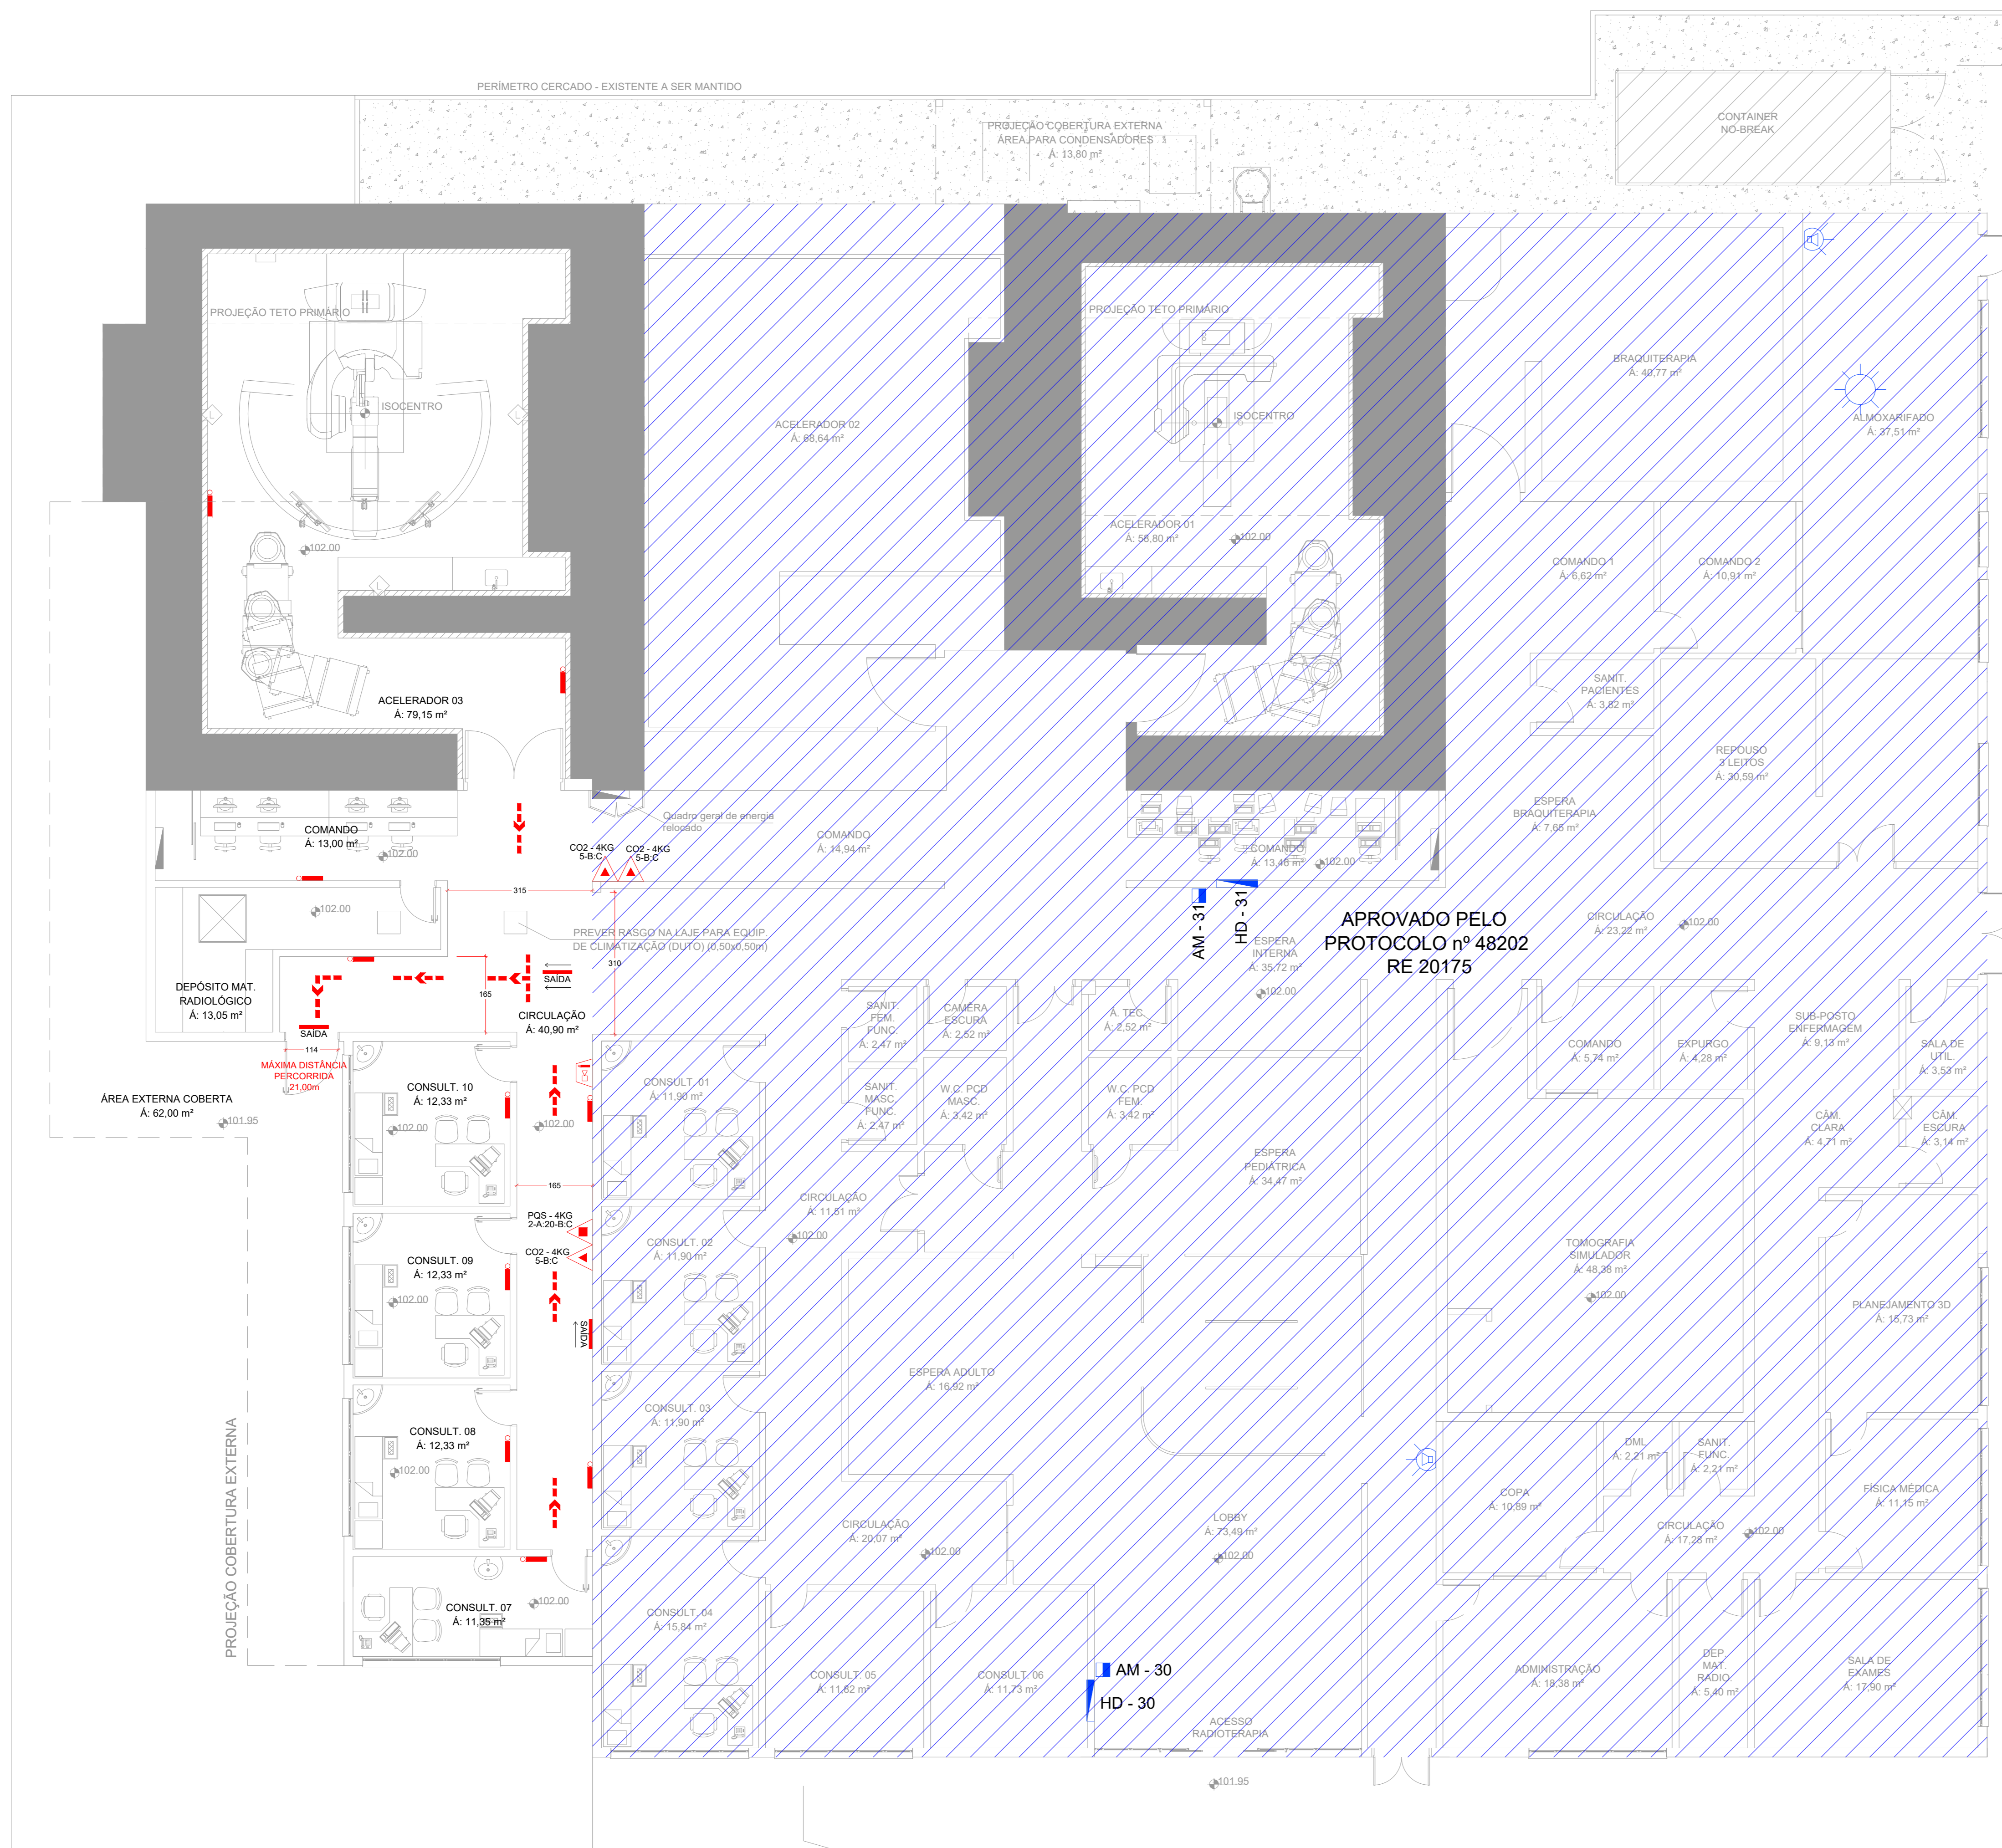 PERÍMETRO CERCADO - EXISTENTE A SER MANTIDO
PROJEÇÃO COBERTURA EXTERNA
ÁREA PARA CONDENSADORES
Á: 13,80 m²
CONTAINER
NO-BREAK
PROJEÇÃO TETO PRIMÁRIO
ISOCENTRO
L
L
102.00
L
ACELERADOR 03
Á: 79,15 m²
ACELERADOR 02
Á: 68,64 m²
PROJEÇÃO TETO PRIMÁRIO
ISOCENTRO
ACELERADOR 01
Á: 58,80 m²
102.00
BRAQUITERAPIA
Á: 40,77 m²
ALMOXARIFADO
Á: 37,51 m²
COMANDO 1
Á: 6,62 m²
COMANDO 2
Á: 10,91 m²
SANIT.
PACIENTES
Á: 3,82 m²
REPOUSO
3 LEITOS
Á: 30,59 m²
ESPERA
BRAQUITERAPIA
Á: 7,65 m²
COMANDO
Á: 13,00 m²
102.00
Quadro geral de energia
relocado
COMANDO
Á: 14,94 m²
CO2 - 4KG
5-B:C
CO2 - 4KG
5-B:C
COMANDO
Á: 13,46 m²
102.00
315
102.00
PREVER RASGO NA LAJE PARA EQUIP.
DE CLIMATIZAÇÃO (DUTO) (0,50x0,50m)
310
AM - 31
HD - 31
APROVADO PELO
PROTOCOLO nº 48202
RE 20175
CIRCULAÇÃO
Á: 23,22 m²
102.00
ESPERA
INTERNA
Á: 35,72 m²
102.00
DEPÓSITO MAT.
RADIOLÓGICO
Á: 13,05 m²
SAÍDA
165
SAÍDA
CIRCULAÇÃO
Á: 40,90 m²
114
MÁXIMA DISTÂNCIA
PERCORRIDA
21,00m
ÁREA EXTERNA COBERTA
Á: 62,00 m²
101.95
CONSULT. 10
Á: 12,33 m²
102.00
102.00
CONSULT. 01
Á: 11,90 m²
SANIT.
FEM.
FUNC.
Á: 2,47 m²
CAMÊRA
ESCURA
Á: 2,52 m²
Á. TEC.
Á: 2,52 m²
SANIT.
MASC.
FUNC.
Á: 2,47 m²
W.C. PCD
MASC.
Á: 3,42 m²
W.C. PCD
FEM.
Á: 3,42 m²
COMANDO
Á: 5,74 m²
EXPURGO
Á: 4,28 m²
SUB-POSTO
ENFERMAGEM
Á: 9,13 m²
SALA DE
UTIL.
Á: 3,53 m²
CÂM.
CLARA
Á: 4,71 m²
CÂM.
ESCURA
Á: 3,14 m²
165
ESPERA
PEDIÁTRICA
Á: 34,47 m²
CIRCULAÇÃO
Á: 11,51 m²
102.00
PQS - 4KG
2-A:20-B:C
CO2 - 4KG
5-B:C
CONSULT. 09
Á: 12,33 m²
102.00
CONSULT. 02
Á: 11,90 m²
SAÍDA
TOMOGRAFIA
SIMULADOR
Á: 48,38 m²
102.00
PLANEJAMENTO 3D
Á: 15,73 m²
ESPERA ADULTO
Á: 16,92 m²
CONSULT. 08
Á: 12,33 m²
102.00
CONSULT. 03
Á: 11,90 m²
PROJEÇÃO COBERTURA EXTERNA
DML
Á: 2,21 m²
SANIT.
FUNC.
Á: 2,21 m²
COPA
Á: 10,89 m²
FÍSICA MÉDICA
Á: 11,15 m²
CIRCULAÇÃO
Á: 20,07 m²
102.00
LOBBY
Á: 73,49 m²
102.00
CIRCULAÇÃO
Á: 17,28 m²
102.00
CONSULT. 07
Á: 11,35 m²
102.00
CONSULT. 04
Á: 15,84 m²
CONSULT. 05
Á: 11,82 m²
CONSULT. 06
Á: 11,73 m²
AM - 30
HD - 30
ACESSO
RADIOTERAPIA
ADMINISTRAÇÃO
Á: 18,38 m²
DEP.
MAT.
RADIO.
Á: 5,40 m²
SALA DE
EXAMES
Á: 17,90 m²
101.95